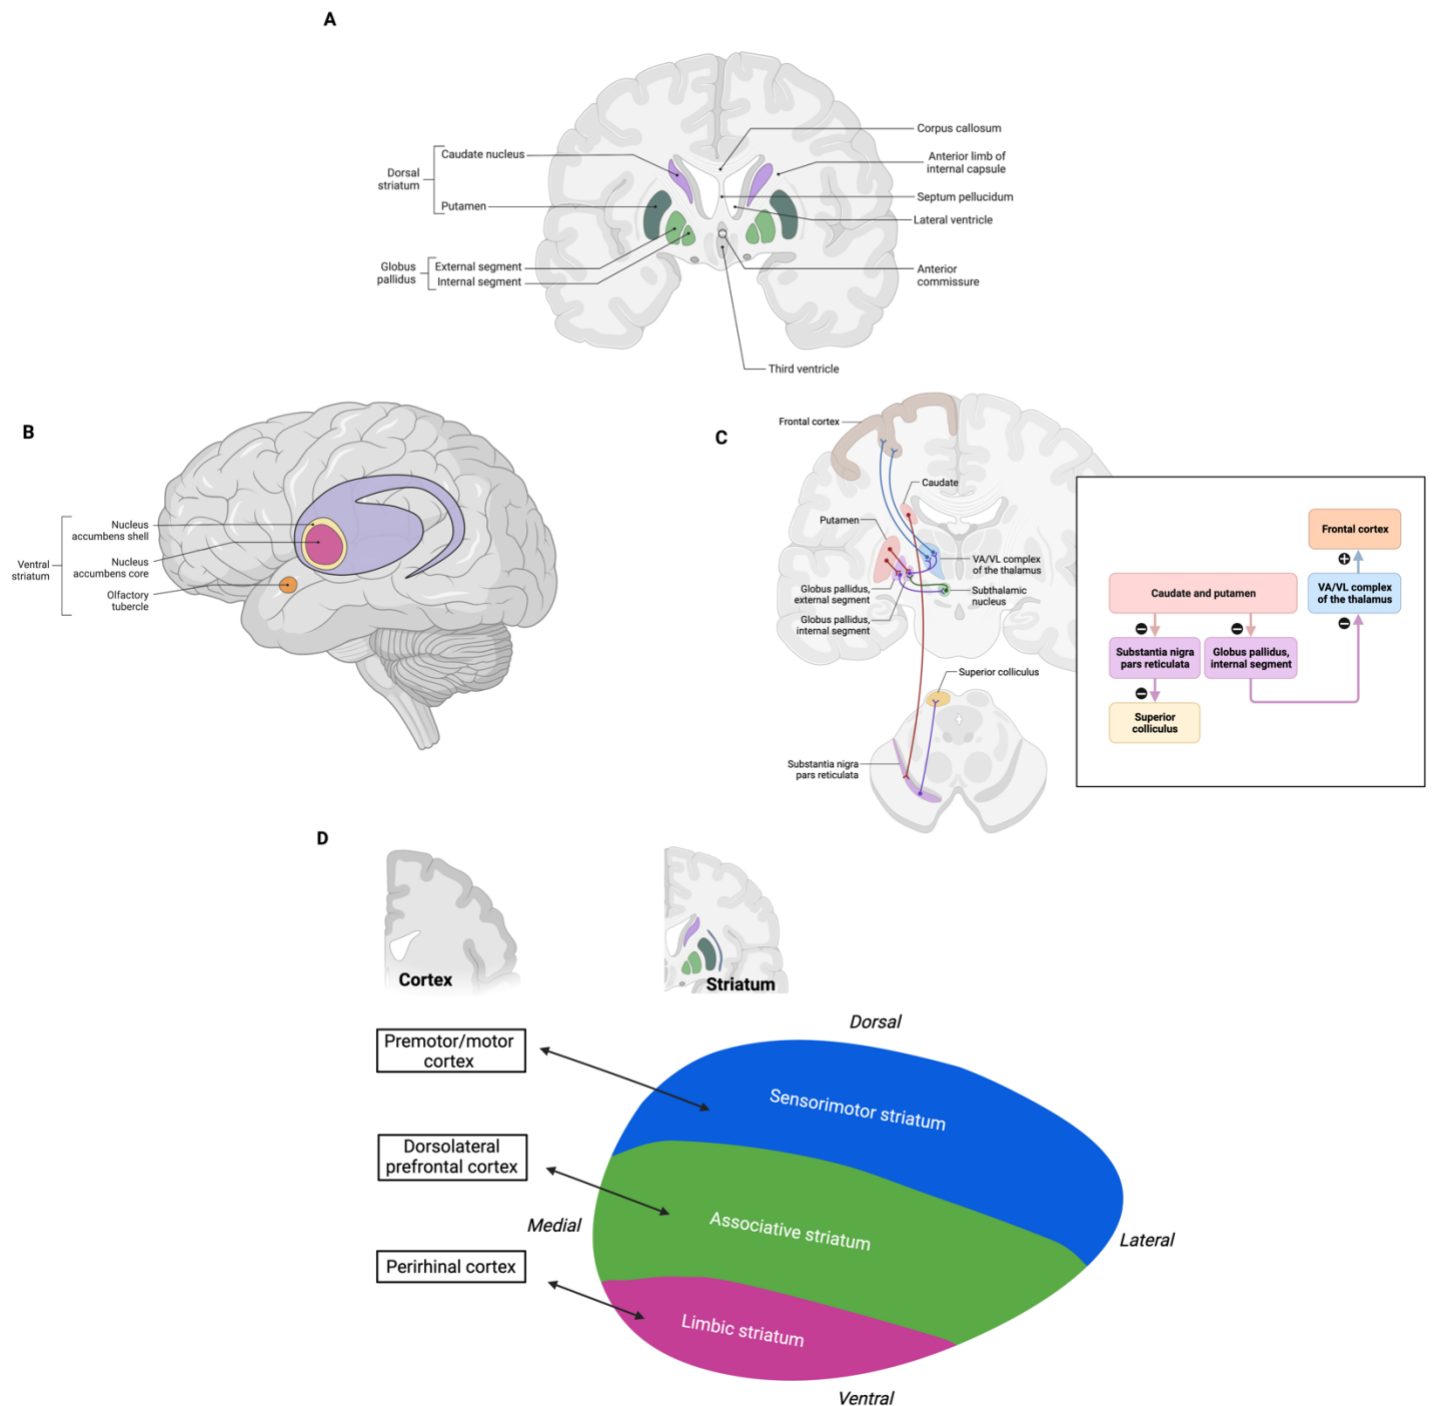 A
Caudate nucleus
Dorsal
striatum
Putamen
Globus
pallidus
External segment
Internal segment
Corpus callosum
Anterior limb of
internal capsule
Septum pellucidum
Lateral ventricle
Anterior
commissure
Third ventricle
B
Nucleus
accumbens shell
Ventral
striatum
Nucleus
accumbens core
Olfactory
tubercle
C
Frontal cortex
Caudate
Putamen
VA/VL complex
of the thalamus
Globus pallidus,
external segment
Subthalamic
nucleus
Globus pallidus,
internal segment
Superior colliculus
Substantia nigra
pars reticulata
Frontal cortex
+
Caudate and putamen
VA/VL complex
of the thalamus
−
−
−
Substantia nigra
pars reticulata
Globus pallidus,
internal segment
−
Superior
colliculus
D
Cortex
Striatum
Dorsal
Premotor/motor
cortex
Sensorimotor striatum
Dorsolateral
prefrontal cortex
Medial
Associative striatum
Lateral
Perirhinal cortex
Limbic striatum
Ventral